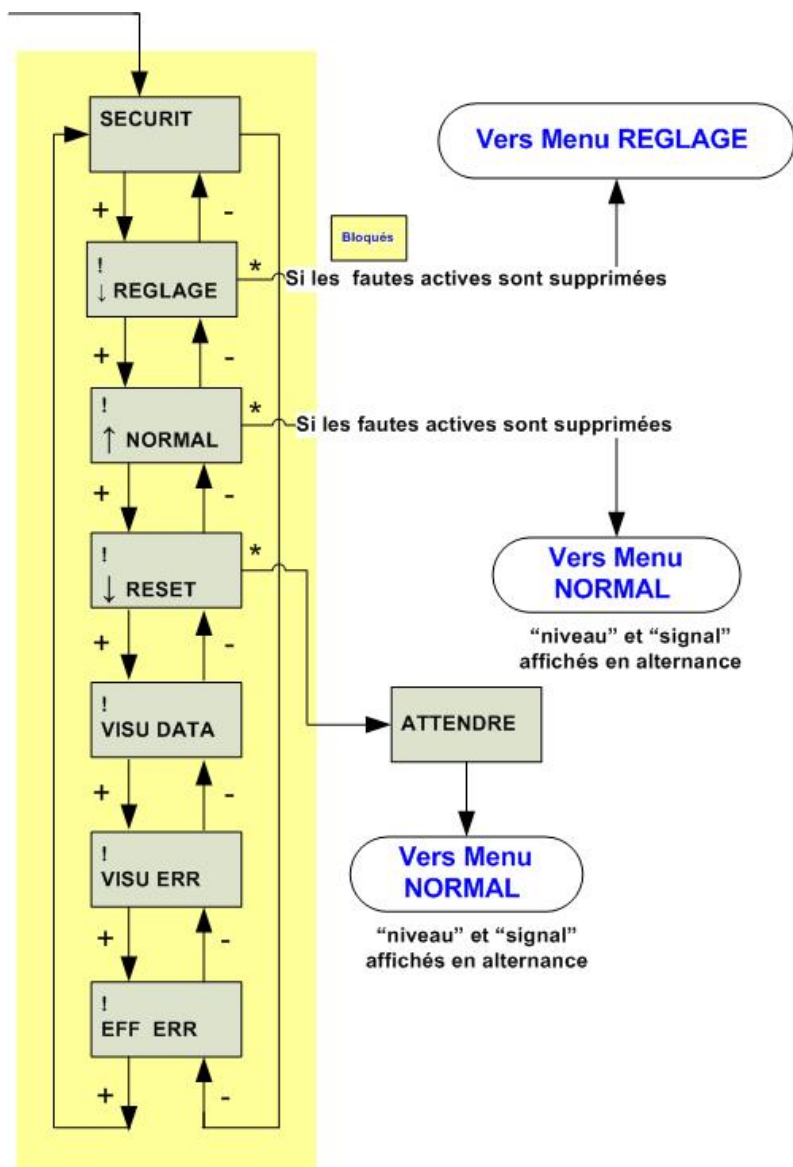 SECURIT
Vers Menu REGLAGE
+
-
Bloqués
!
↓ REGLAGE
*
Si les fautes actives sont supprimées
+
-
!
↑ NORMAL
*
Si les fautes actives sont supprimées
+
-
!
↓ RESET
*
Vers Menu
NORMAL
“niveau” et “signal”
affichés en alternance
+
-
!
VISU DATA
ATTENDRE
+
-
!
VISU ERR
Vers Menu
NORMAL
“niveau” et “signal”
affichés en alternance
+
-
!
EFF ERR
+
-